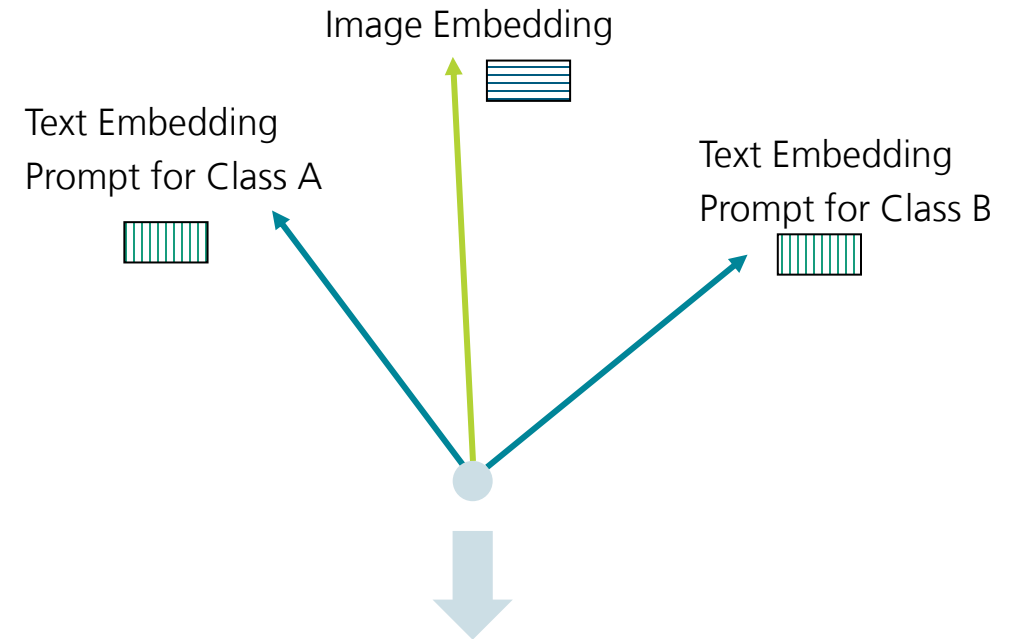 Image Embedding
Text Embedding
Prompt for Class A
Text Embedding
Prompt for Class B